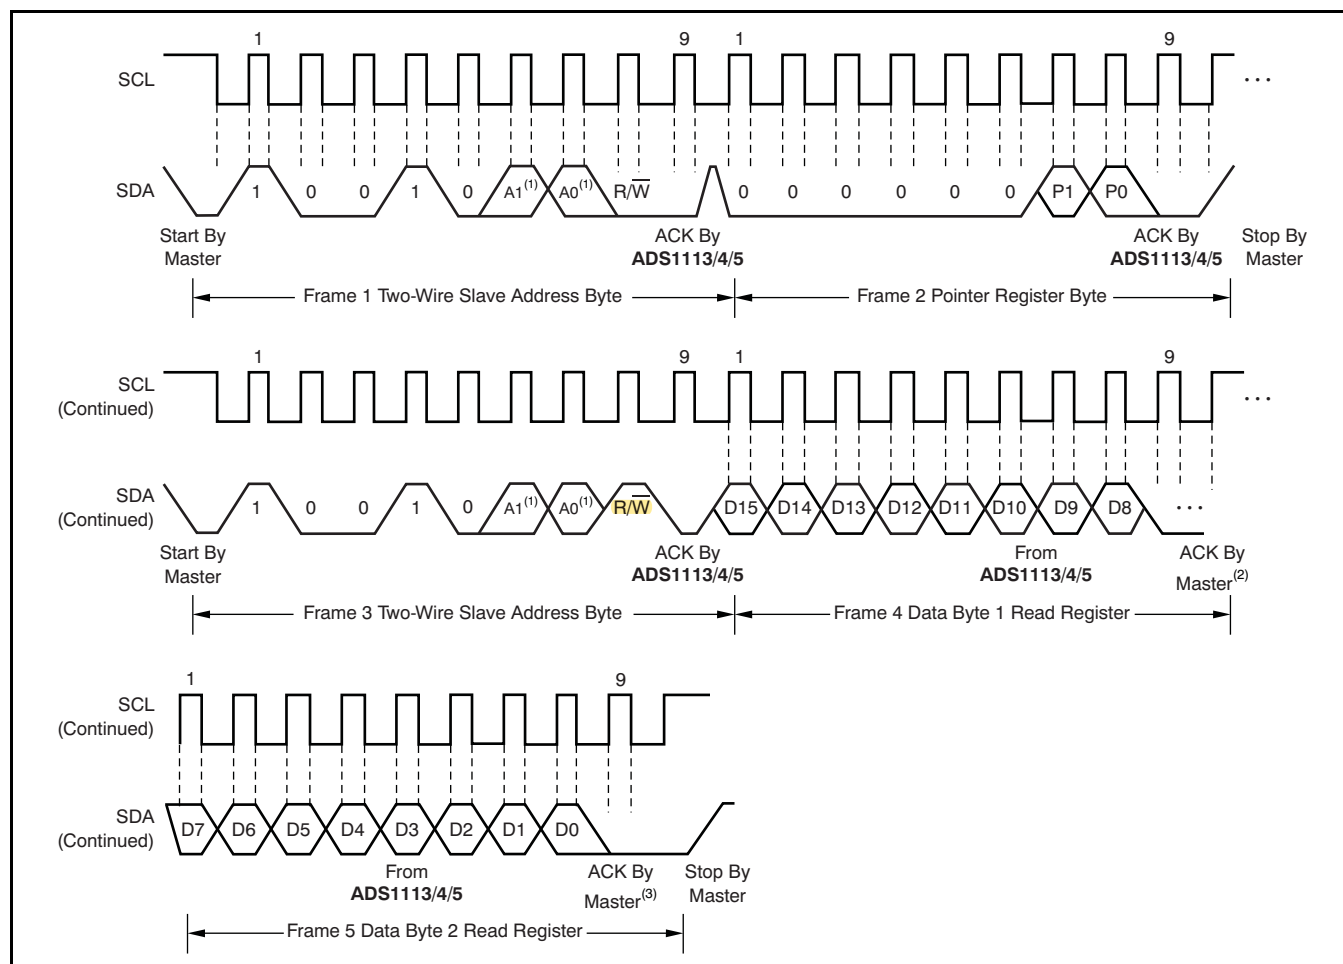 1 9 1 9
SCL ...
SDA 1 0 0 1 0 A1(1) A0(1) R/W 0 0 0 0 0 0 P1 P0
Start By ACK By ACK By Stop By
Master ADS1113/4/5 ADS1113/4/5 Master
Frame 1 Two-Wire Slave Address Byte Frame 2 Pointer Register Byte
1 9 1 9
SCL
(Continued) ...
SDA
(Continued) 1 0 0 1 0 A1(1) A0(1) R/W D15 D14 D13 D12 D11 D10 D9 D8 ...
Start By ACK By From ACK By
Master ADS1113/4/5 ADS1113/4/5 Master(2)
Frame 3 Two-Wire Slave Address Byte Frame 4 Data Byte 1 Read Register
1 9
SCL
(Continued)
SDA
(Continued) D7 D6 D5 D4 D3 D2 D1 D0
From ACK By Stop By
ADS1113/4/5 Master(3) Master
Frame 5 Data Byte 2 Read Register